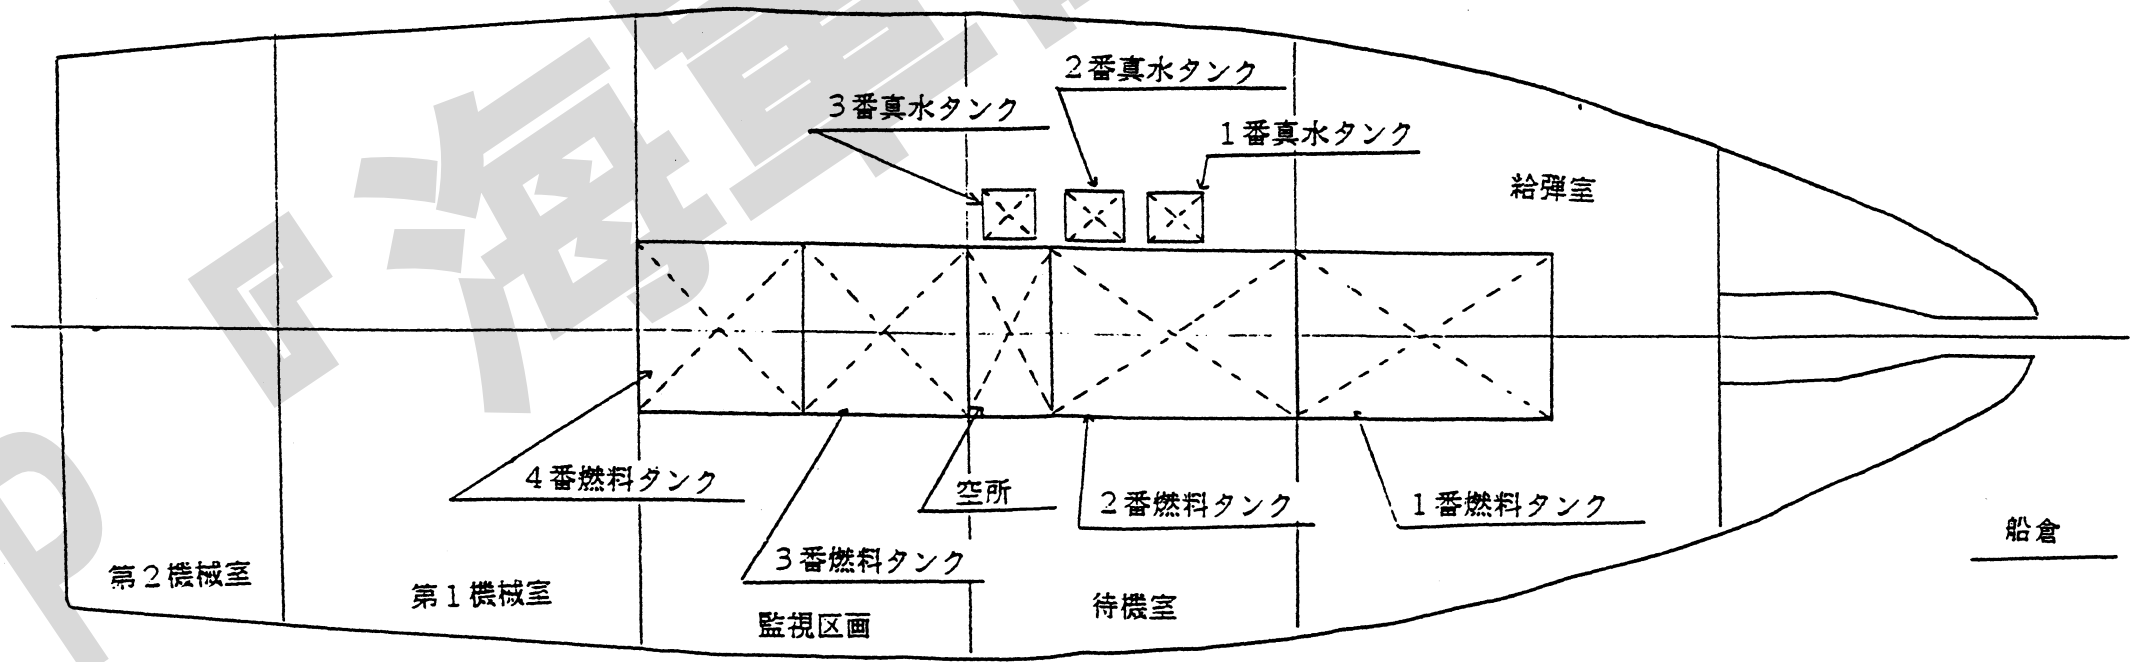 2番真水タンク
3番真水タンク
1番真水タンク
給弾室
4番燃料タンク
空所
2番燃料タンク
1番燃料タンク
船倉
3番燃料タンク
第2機械室
第1機械室
監視区画
待機室
『海軍
p